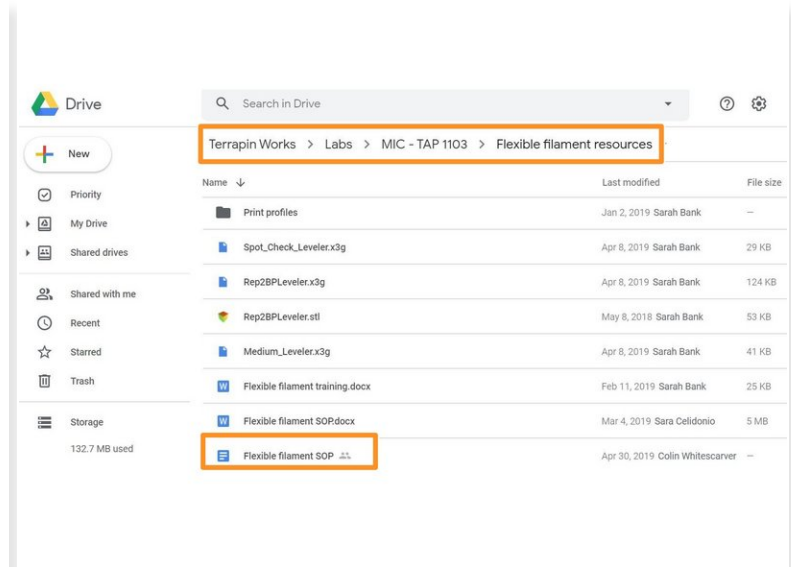 Drive
Search in Drive
Terrapin Works > Labs > MIC - TAP 1103 > Flexible filament resources
New
Name
Last modified
File size
Priority
My Drive
Shared drives
Shared with me
Recent
Starred
Trash
Storage
132.7 MB used
Print profiles Jan 2, 2019 Sarah Bank –
Spot_Check_Leveler.x3g Apr 8, 2019 Sarah Bank 29 KB
Rep2BPLeveler.x3g Apr 8, 2019 Sarah Bank 124 KB
Rep2BPLeveler.stl May 8, 2018 Sarah Bank 53 KB
Medium_Leveler.x3g Apr 8, 2019 Sarah Bank 41 KB
W Flexible filament training.docx Feb 11, 2019 Sarah Bank 25 KB
W Flexible filament SOP.docx Mar 4, 2019 Sara Celidonio 5 MB
Flexible filament SOP Apr 30, 2019 Colin Whitescarver –